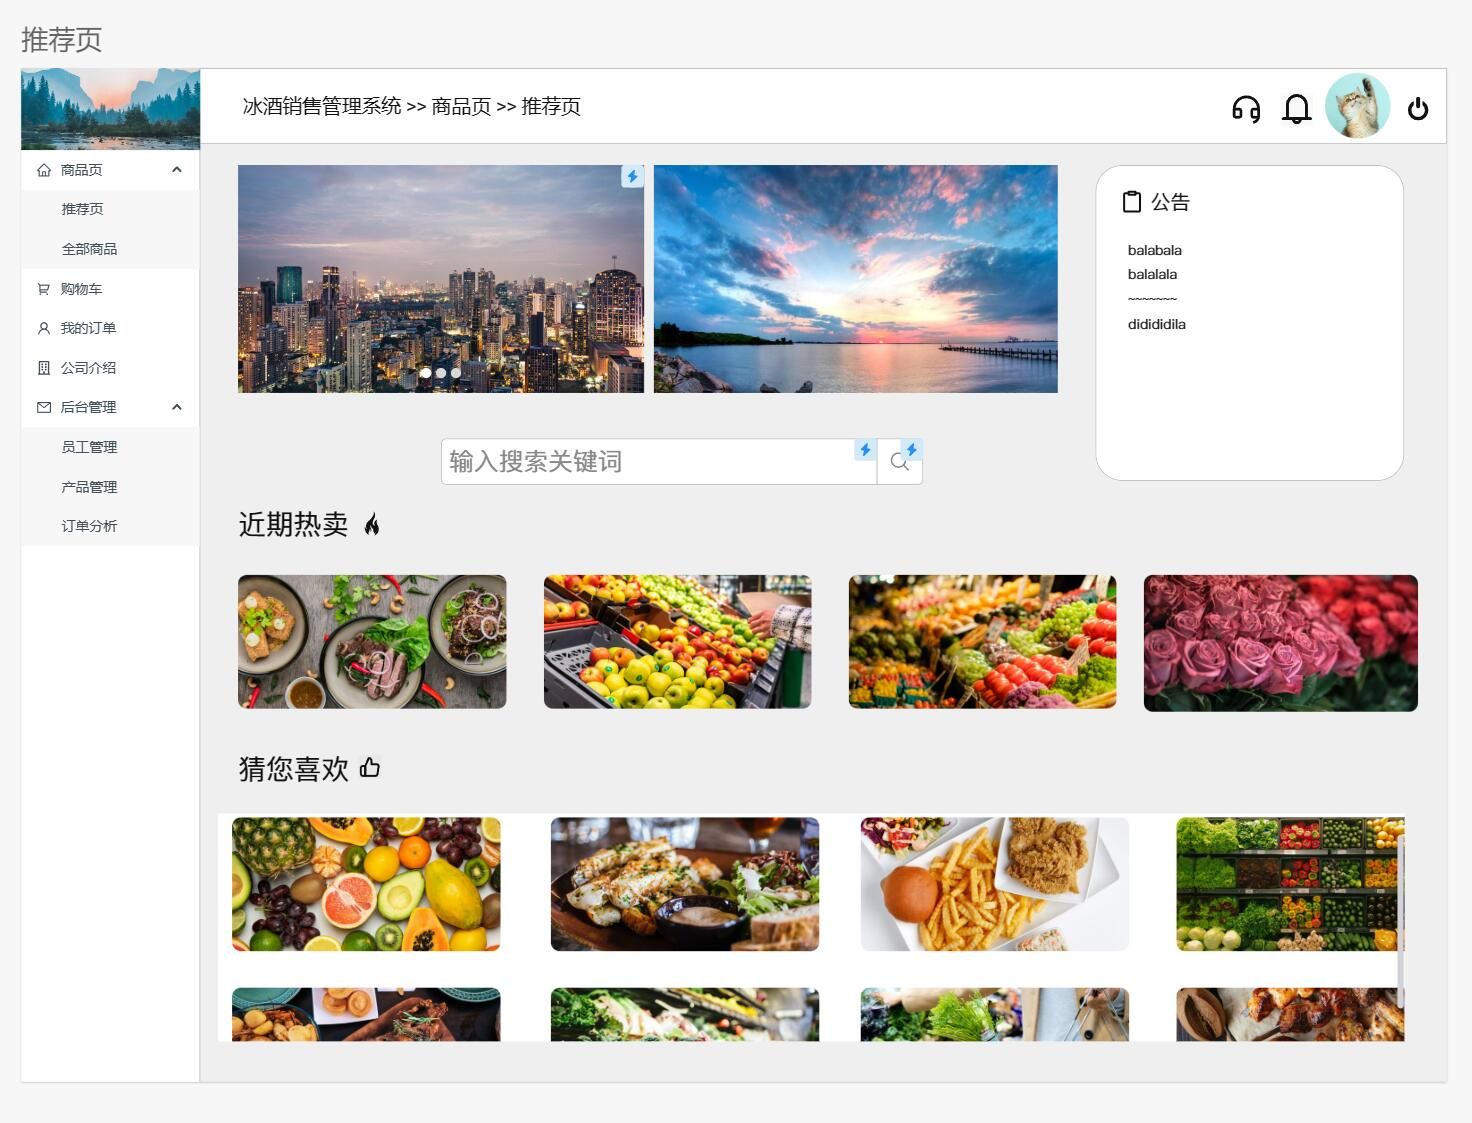 推荐页
冰酒销售管理系统 >> 商品页 >> 推荐页
商品页
推荐页
全部商品
购物车
我的订单
公司介绍
后台管理
员工管理
产品管理
订单分析
公告
balabala
balalala
~~~~~~~
didididila
输入搜索关键词
近期热卖
猜您喜欢